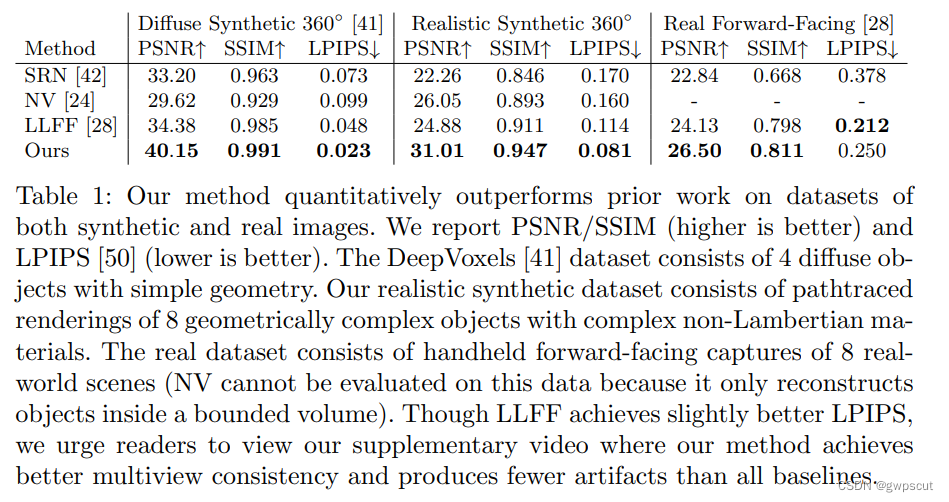 Diffuse Synthetic 360° [41] Realistic Synthetic 360° Real Forward-Facing [28]
Method PSNR↑ SSIM↑ LPIPS↓ PSNR↑ SSIM↑ LPIPS↓ PSNR↑ SSIM↑ LPIPS↓
SRN [42] 33.20 0.963 0.073 22.26 0.846 0.170 22.84 0.668 0.378
NV [24] 29.62 0.929 0.099 26.05 0.893 0.160 - - -
LLFF [28] 34.38 0.985 0.048 24.88 0.911 0.114 24.13 0.798 0.212
Ours 40.15 0.991 0.023 31.01 0.947 0.081 26.50 0.811 0.250
Table 1: Our method quantitatively outperforms prior work on datasets of
both synthetic and real images. We report PSNR/SSIM (higher is better) and
LPIPS [50] (lower is better). The DeepVoxels [41] dataset consists of 4 diffuse ob-
jects with simple geometry. Our realistic synthetic dataset consists of pathtraced
renderings of 8 geometrically complex objects with complex non-Lambertian ma-
terials. The real dataset consists of handheld forward-facing captures of 8 real-
world scenes (NV cannot be evaluated on this data because it only reconstructs
objects inside a bounded volume). Though LLFF achieves slightly better LPIPS,
we urge readers to view our supplementary video where our method achieves
better multiview consistency and produces fewer artifacts than all baselines.
CSDN @gwpscut